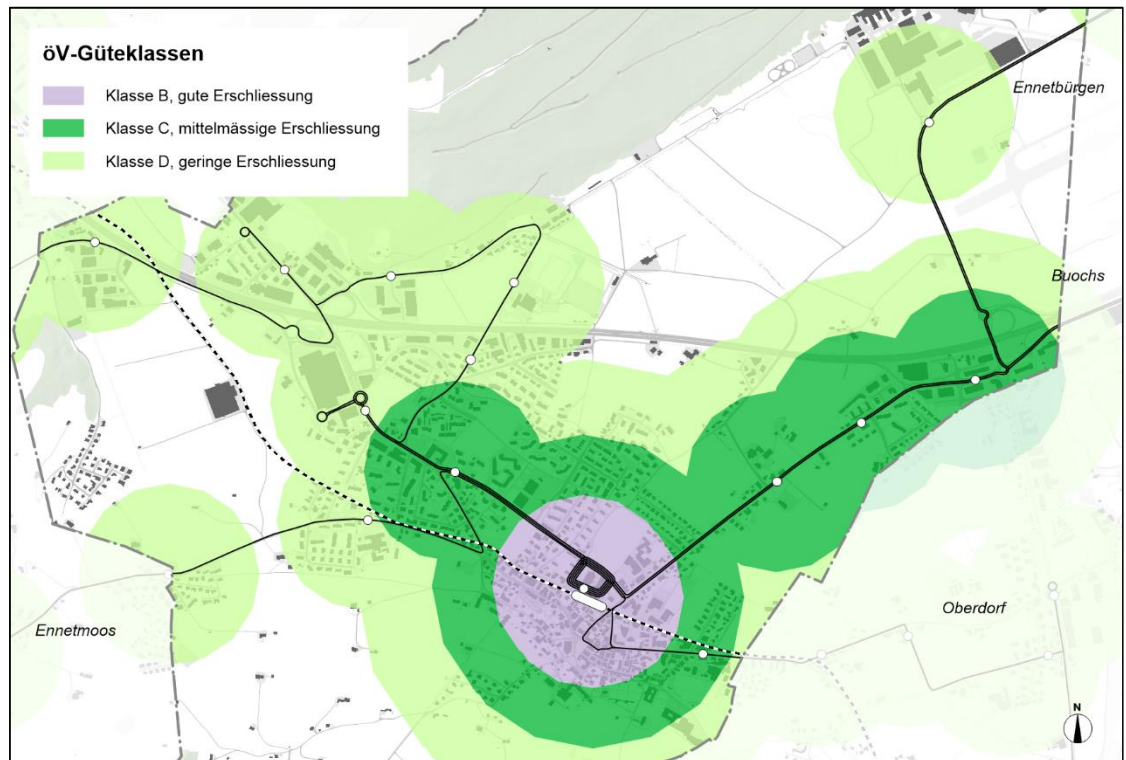 öV-Güteklassen
Klasse B, gute Erschliessung
Klasse C, mittelmässige Erschliessung
Klasse D, geringe Erschliessung
Ennetbürgen
Buochs
Oberdorf
Ennetmoos
N